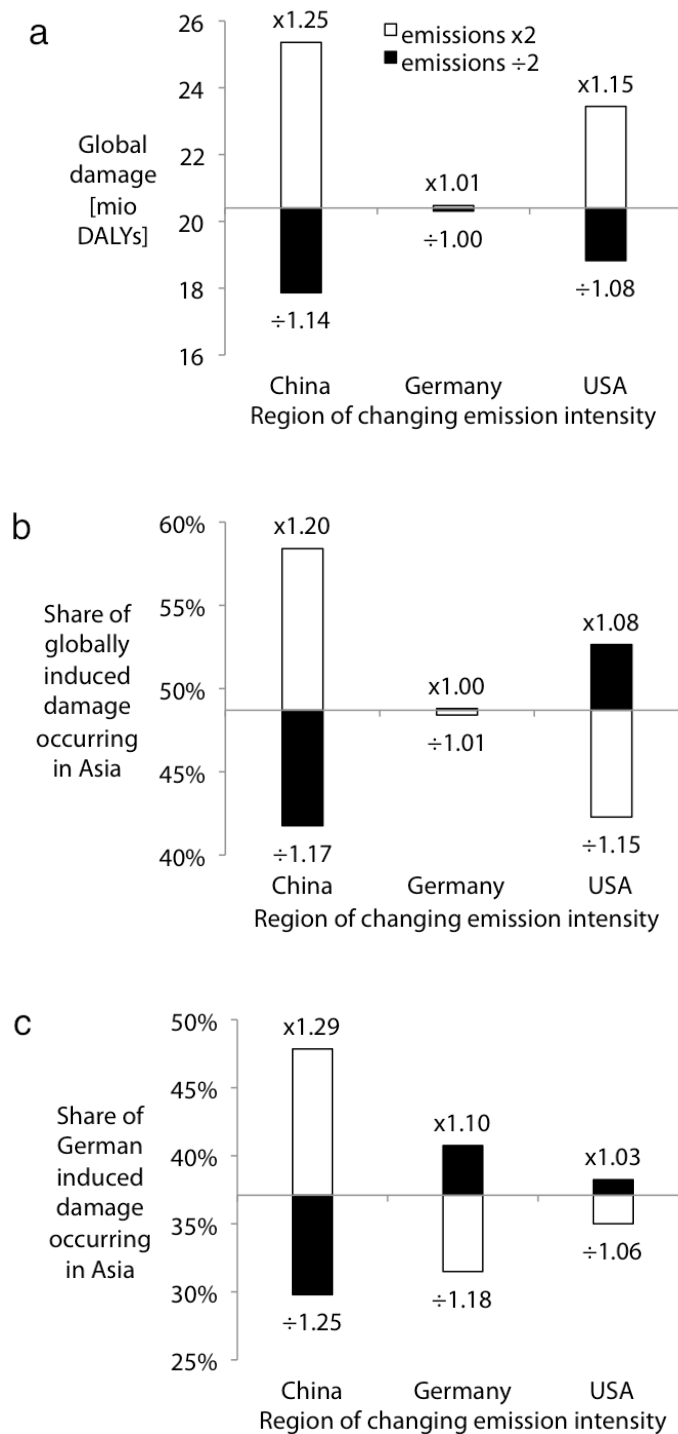 a
26
x1.25
emissions x2
emissions ÷2
24
x1.15
Global
damage
[mio
DALYs]
22
x1.01
20
÷1.00
18
÷1.14
÷1.08
16
China Germany USA
Region of changing emission intensity
b
60%
x1.20
Share of
globally
induced
damage
occurring
in Asia
55%
x1.08
50%
x1.00
÷1.01
45%
÷1.17
÷1.15
40%
China Germany USA
Region of changing emission intensity
c
50%
x1.29
45%
Share of
German
induced
damage
occurring
in Asia
x1.10
40%
x1.03
35%
÷1.06
30%
÷1.25
÷1.18
25%
China Germany USA
Region of changing emission intensity